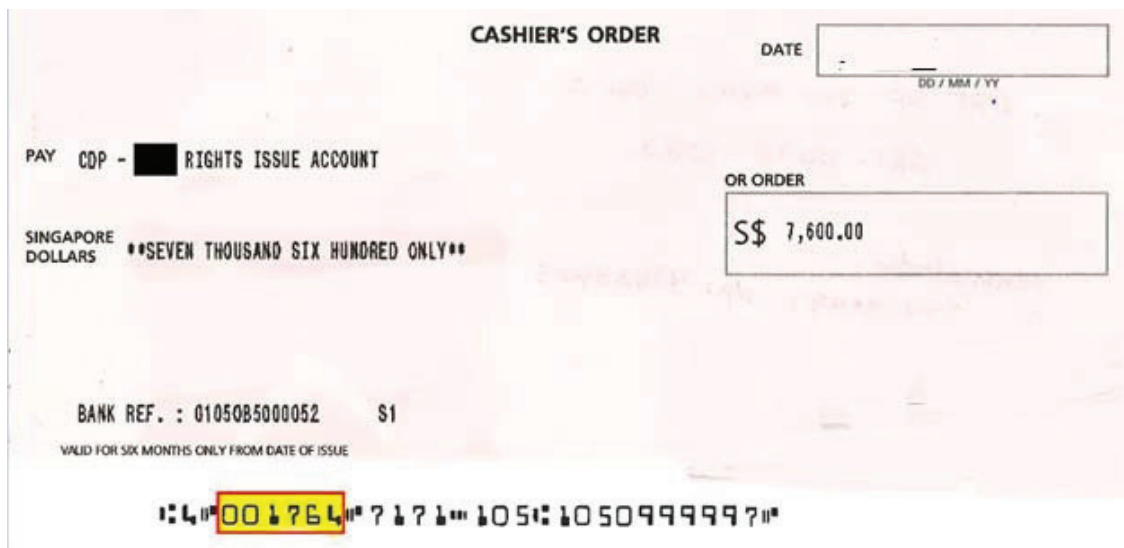 CASHIER'S ORDER
DATE
DD / MM / YY
PAY CDP - RIGHTS ISSUE ACCOUNT
OR ORDER
SINGAPORE DOLLARS **SEVEN THOUSAND SIX HUNDRED ONLY**
S$ 7,600.00
BANK REF. : 0105OB5000052 S1
VALID FOR SIX MONTHS ONLY FROM DATE OF ISSUE
⑆4⑈001764⑈7171⑉105⑆1050999997⑈